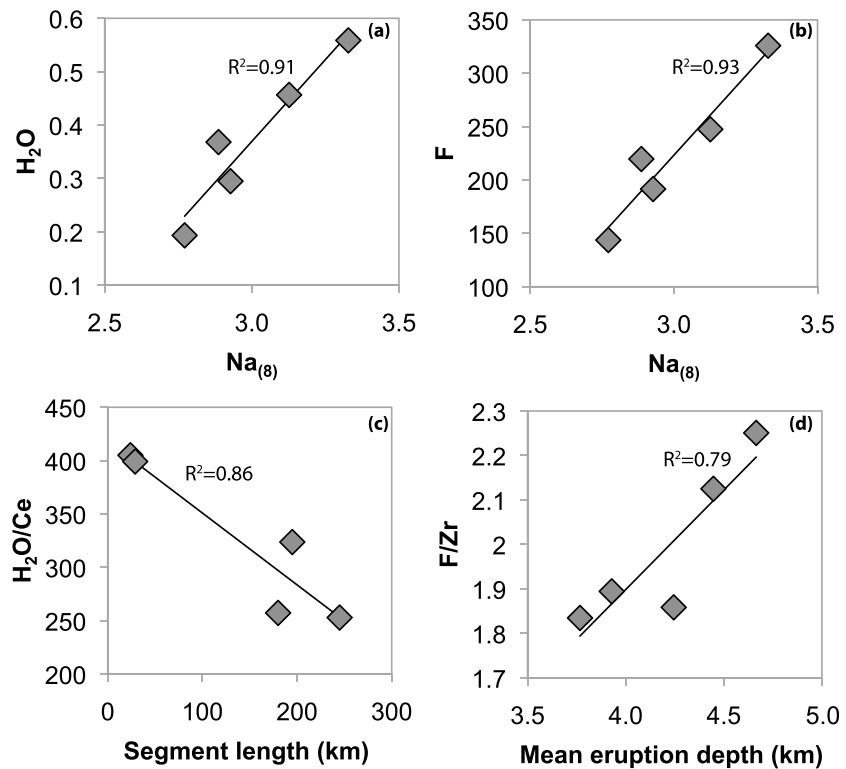 (a)
0.6
0.5
0.4
0.3
0.2
0.1
H₂O
R²=0.91
2.5 3.0 3.5
Na₍₈₎
(b)
350
300
250
200
150
100
F
R²=0.93
2.5 3.0 3.5
Na₍₈₎
(c)
450
400
350
300
250
200
H₂O/Ce
R²=0.86
0 100 200 300
Segment length (km)
(d)
2.3
2.2
2.1
2
1.9
1.8
1.7
F/Zr
R²=0.79
3.5 4.0 4.5 5.0
Mean eruption depth (km)